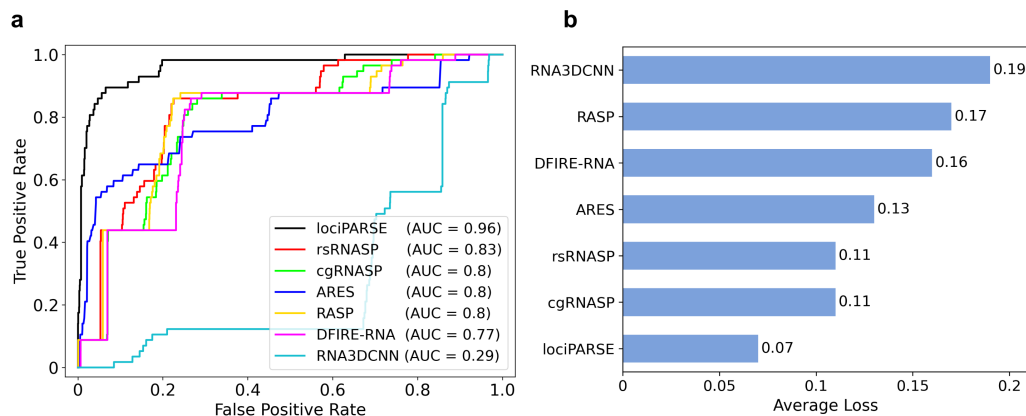 a
True Positive Rate
1.0
0.8
0.6
0.4
0.2
0
0
0.2
0.4
0.6
0.8
1.0
False Positive Rate
lociPARSE (AUC = 0.96)
rsRNASP (AUC = 0.83)
cgRNASP (AUC = 0.8)
ARES (AUC = 0.8)
RASP (AUC = 0.8)
DFIRE-RNA (AUC = 0.77)
RNA3DCNN (AUC = 0.29)
b
RNA3DCNN 0.19
RASP 0.17
DFIRE-RNA 0.16
ARES 0.13
rsRNASP 0.11
cgRNASP 0.11
lociPARSE 0.07
0 0.05 0.1 0.15 0.2
Average Loss